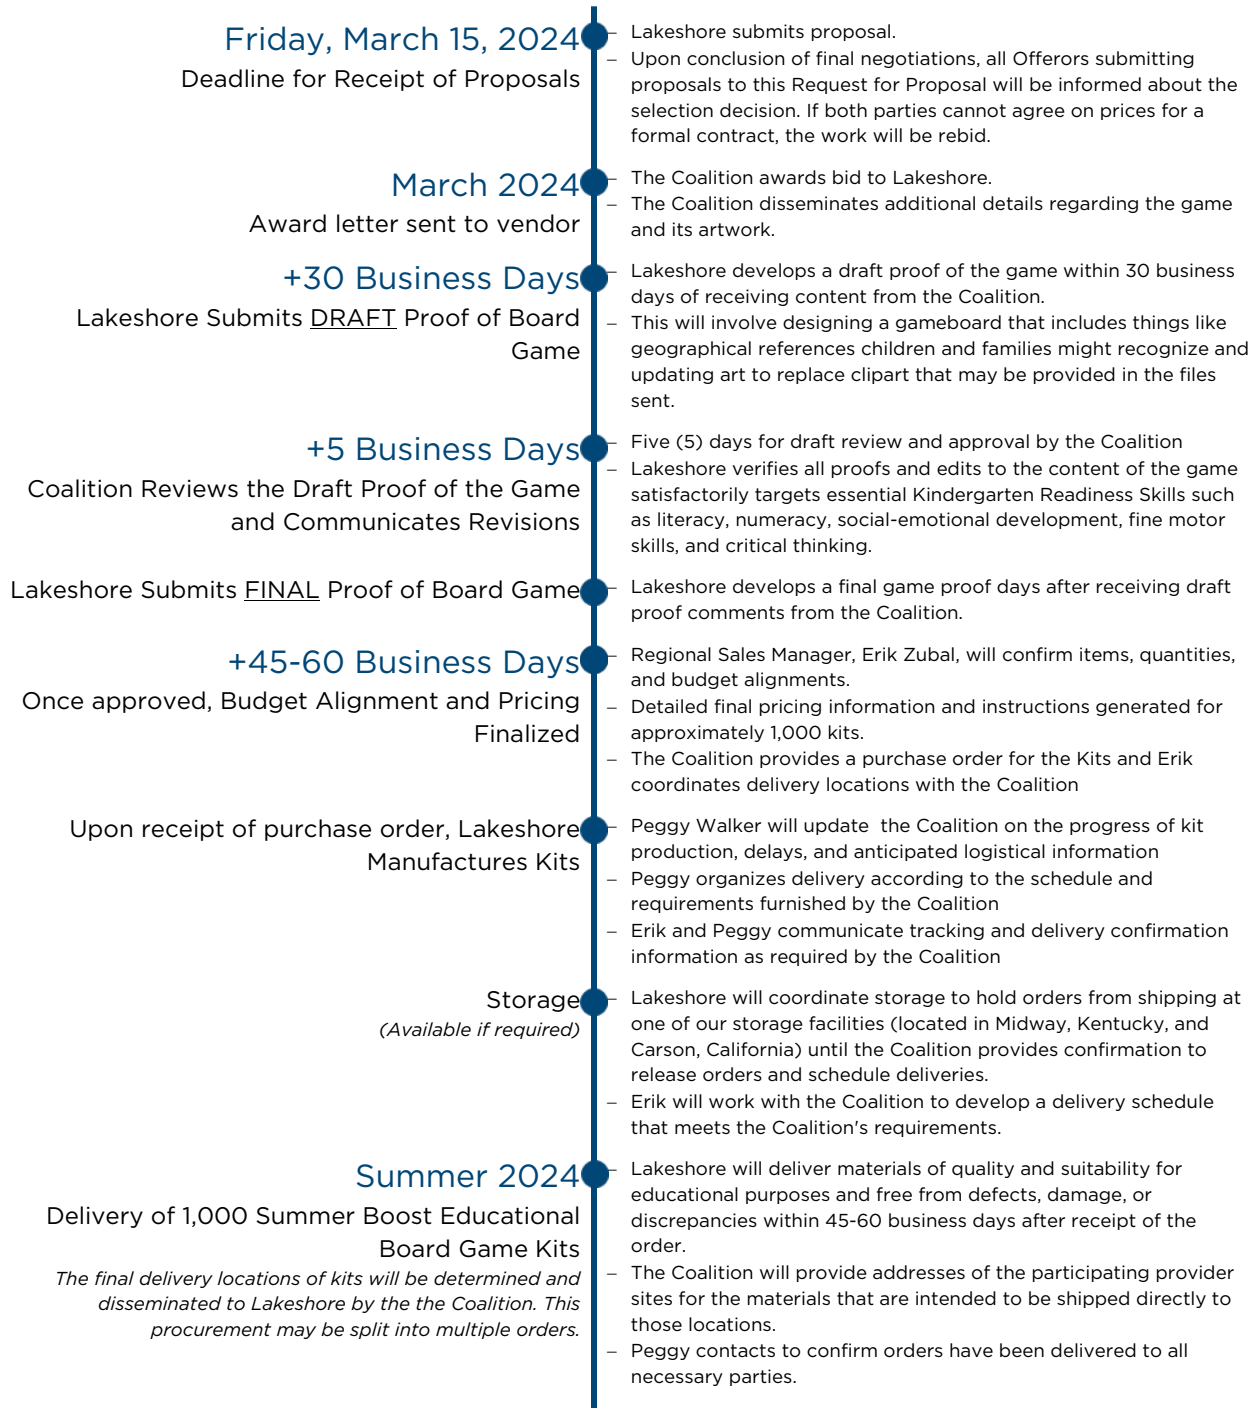 Friday, March 15, 2024
Deadline for Receipt of Proposals
– Lakeshore submits proposal.
– Upon conclusion of final negotiations, all Offerors submitting
proposals to this Request for Proposal will be informed about the
selection decision. If both parties cannot agree on prices for a
formal contract, the work will be rebid.
March 2024
Award letter sent to vendor
– The Coalition awards bid to Lakeshore.
– The Coalition disseminates additional details regarding the game
and its artwork.
+30 Business Days
Lakeshore Submits DRAFT Proof of Board
Game
– Lakeshore develops a draft proof of the game within 30 business
days of receiving content from the Coalition.
– This will involve designing a gameboard that includes things like
geographical references children and families might recognize and
updating art to replace clipart that may be provided in the files
sent.
+5 Business Days
Coalition Reviews the Draft Proof of the Game
and Communicates Revisions
– Five (5) days for draft review and approval by the Coalition
– Lakeshore verifies all proofs and edits to the content of the game
satisfactorily targets essential Kindergarten Readiness Skills such
as literacy, numeracy, social-emotional development, fine motor
skills, and critical thinking.
Lakeshore Submits FINAL Proof of Board Game
– Lakeshore develops a final game proof days after receiving draft
proof comments from the Coalition.
+45-60 Business Days
Once approved, Budget Alignment and Pricing
Finalized
– Regional Sales Manager, Erik Zubal, will confirm items, quantities,
and budget alignments.
– Detailed final pricing information and instructions generated for
approximately 1,000 kits.
– The Coalition provides a purchase order for the Kits and Erik
coordinates delivery locations with the Coalition
Upon receipt of purchase order, Lakeshore
Manufactures Kits
– Peggy Walker will update  the Coalition on the progress of kit
production, delays, and anticipated logistical information
– Peggy organizes delivery according to the schedule and
requirements furnished by the Coalition
– Erik and Peggy communicate tracking and delivery confirmation
information as required by the Coalition
Storage
(Available if required)
– Lakeshore will coordinate storage to hold orders from shipping at
one of our storage facilities (located in Midway, Kentucky, and
Carson, California) until the Coalition provides confirmation to
release orders and schedule deliveries.
– Erik will work with the Coalition to develop a delivery schedule
that meets the Coalition's requirements.
Summer 2024
Delivery of 1,000 Summer Boost Educational
Board Game Kits
The final delivery locations of kits will be determined and
disseminated to Lakeshore by the the Coalition. This
procurement may be split into multiple orders.
– Lakeshore will deliver materials of quality and suitability for
educational purposes and free from defects, damage, or
discrepancies within 45-60 business days after receipt of the
order.
– The Coalition will provide addresses of the participating provider
sites for the materials that are intended to be shipped directly to
those locations.
– Peggy contacts to confirm orders have been delivered to all
necessary parties.